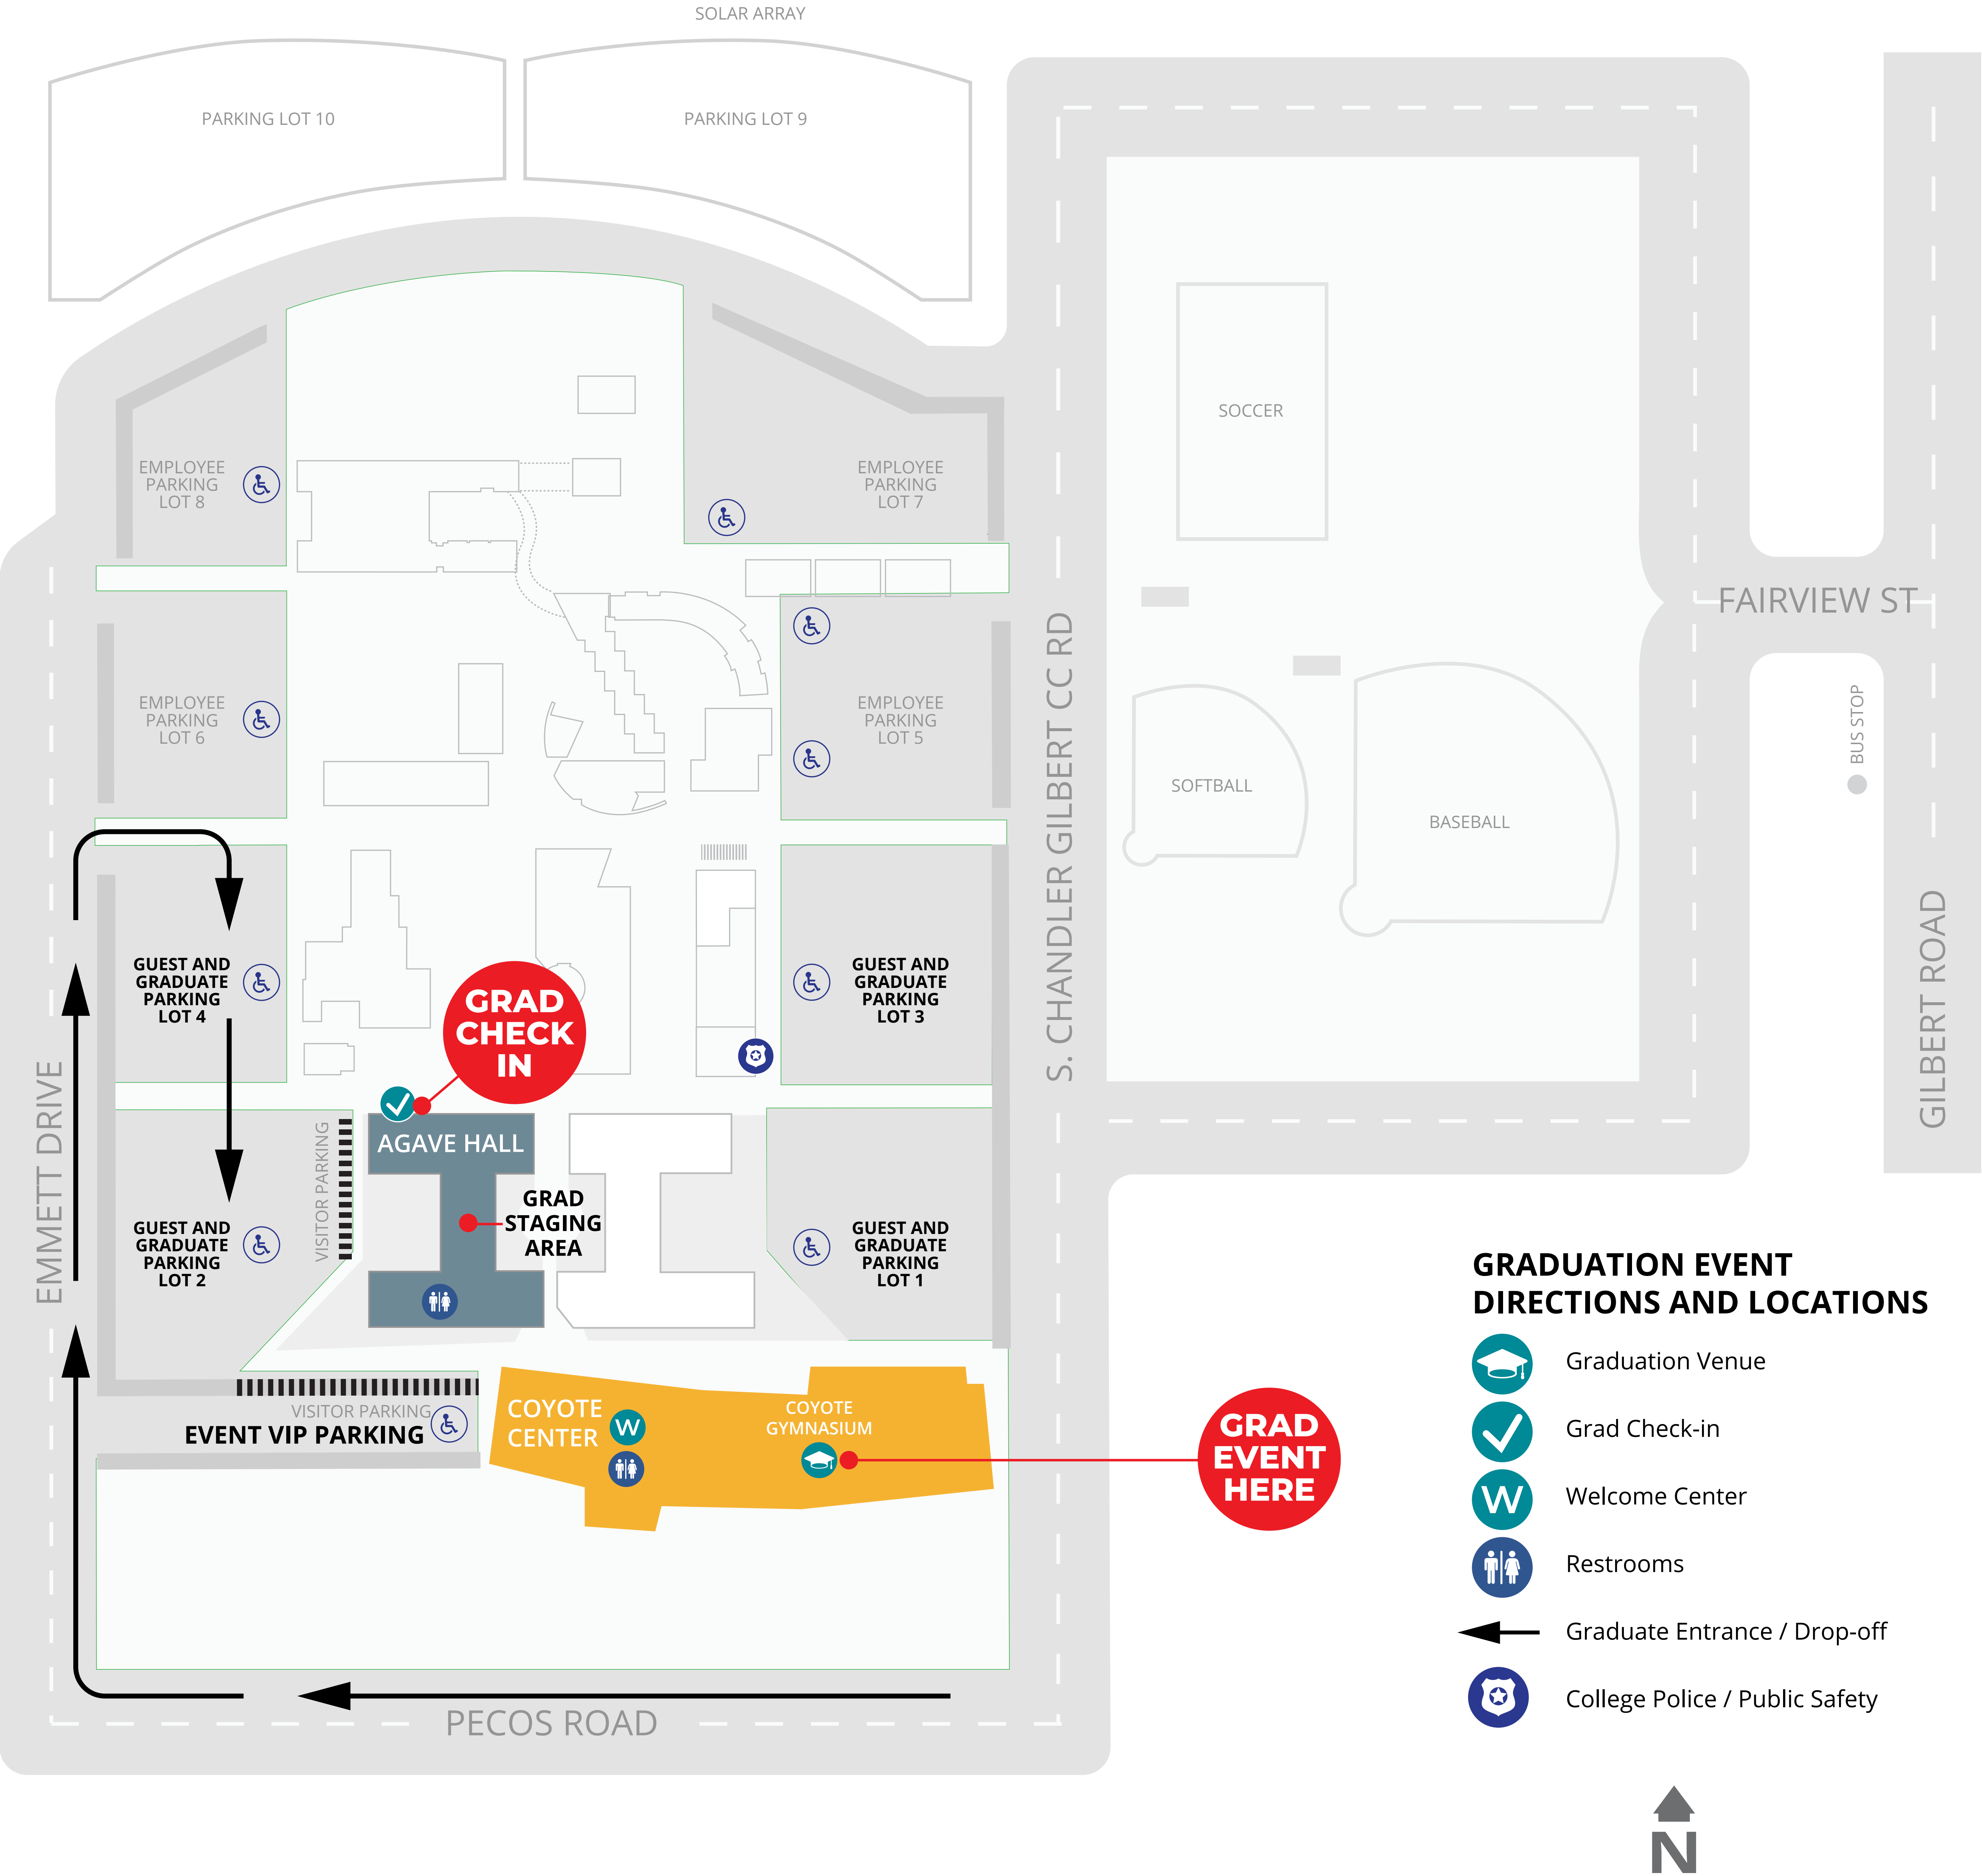 SOLAR ARRAY
PARKING LOT 10
PARKING LOT 9
SOCCER
EMPLOYEE
PARKING
LOT 8
EMPLOYEE
PARKING
LOT 7
FAIRVIEW ST
S. CHANDLER GILBERT CC RD
EMPLOYEE
PARKING
LOT 6
EMPLOYEE
PARKING
LOT 5
BUS STOP
SOFTBALL
BASEBALL
GILBERT ROAD
GUEST AND
GRADUATE
PARKING
LOT 4
GRAD
CHECK
IN
GUEST AND
GRADUATE
PARKING
LOT 3
EMMETT DRIVE
VISITOR PARKING
AGAVE HALL
GRAD
STAGING
AREA
GUEST AND
GRADUATE
PARKING
LOT 2
GUEST AND
GRADUATE
PARKING
LOT 1
VISITOR PARKING
EVENT VIP PARKING
COYOTE
CENTER
W
COYOTE
GYMNASIUM
GRAD
EVENT
HERE
PECOS ROAD
GRADUATION EVENT
DIRECTIONS AND LOCATIONS
Graduation Venue
Grad Check-in
W
Welcome Center
Restrooms
Graduate Entrance / Drop-off
College Police / Public Safety
N